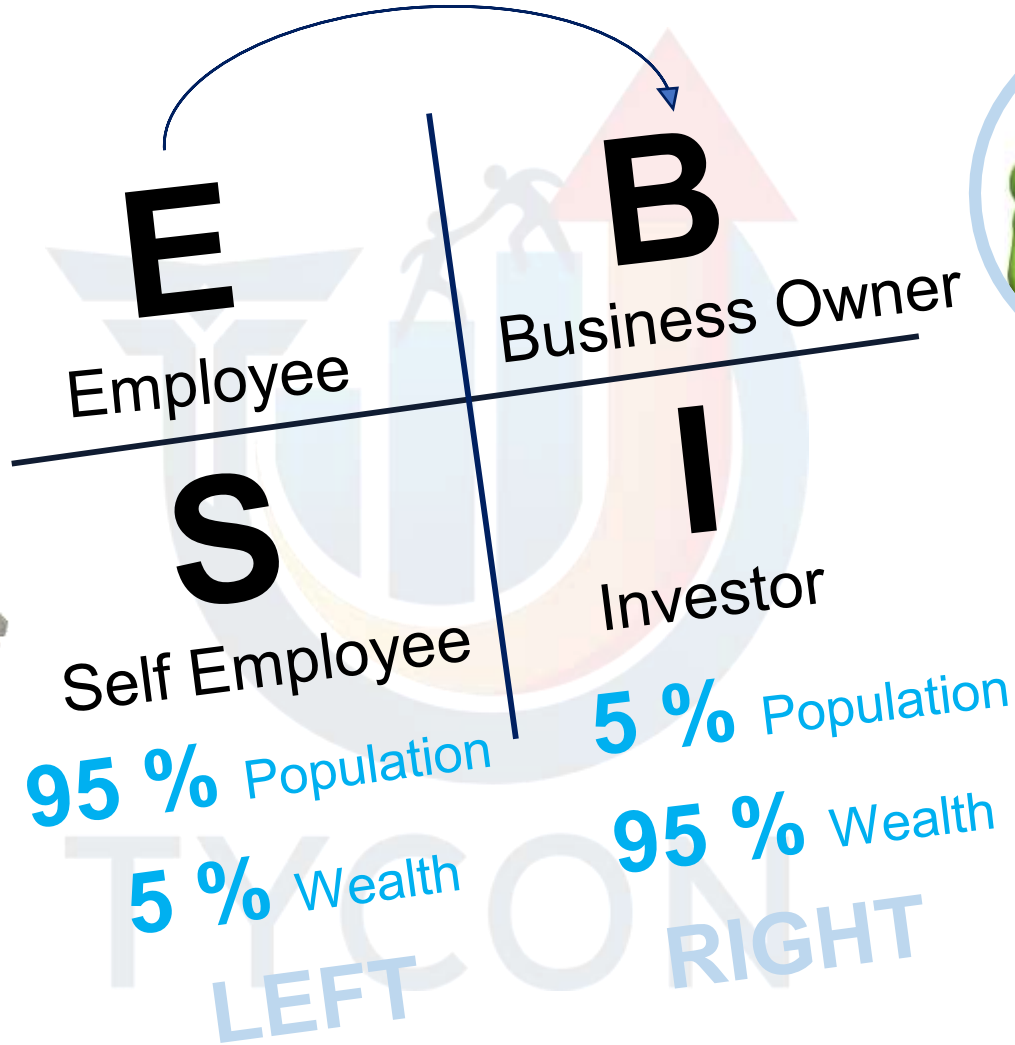 E
Employee
B
Business Owner
S
Self Employee
I
Investor
95 % Population
5 % Wealth
LEFT
5 % Population
95 % Wealth
RIGHT
TYCON